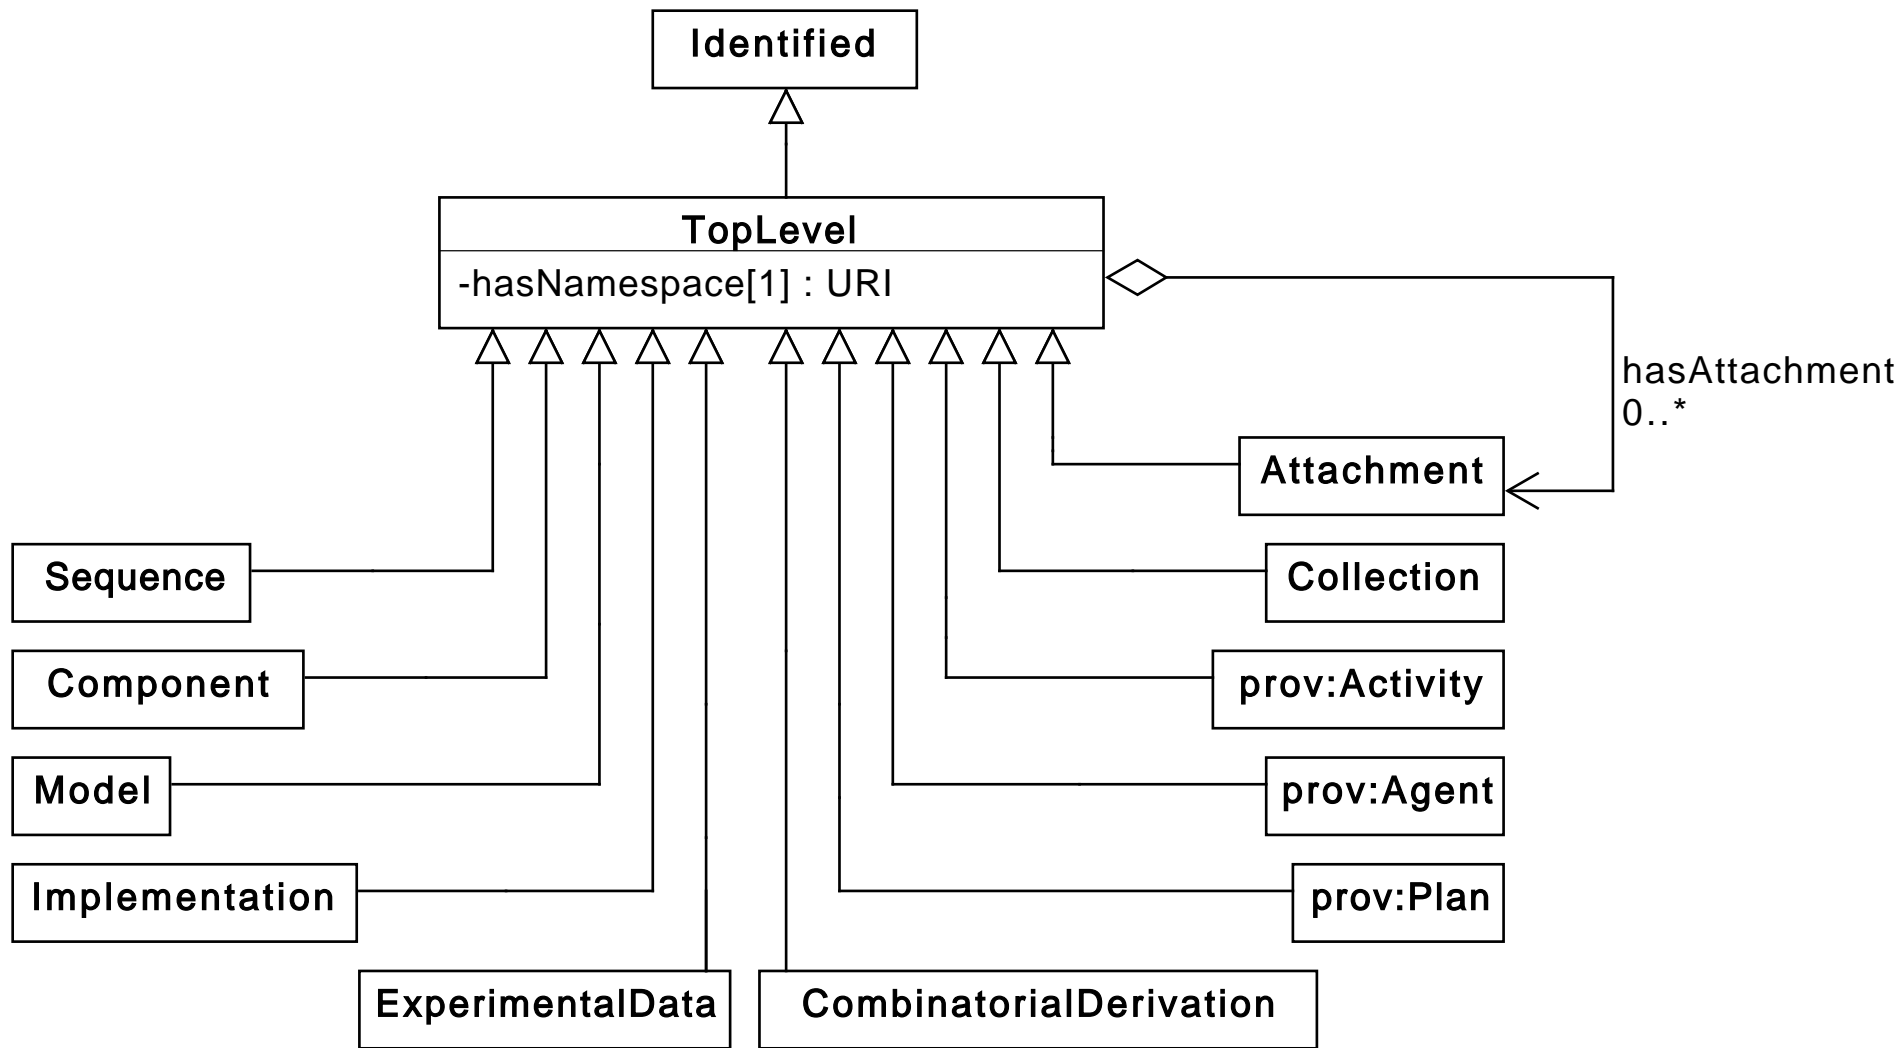 Identified
TopLevel
-hasNamespace[1] : URI
hasAttachment
0..*
Attachment
Sequence
Collection
Component
prov:Activity
Model
prov:Agent
Implementation
prov:Plan
ExperimentalData
CombinatorialDerivation